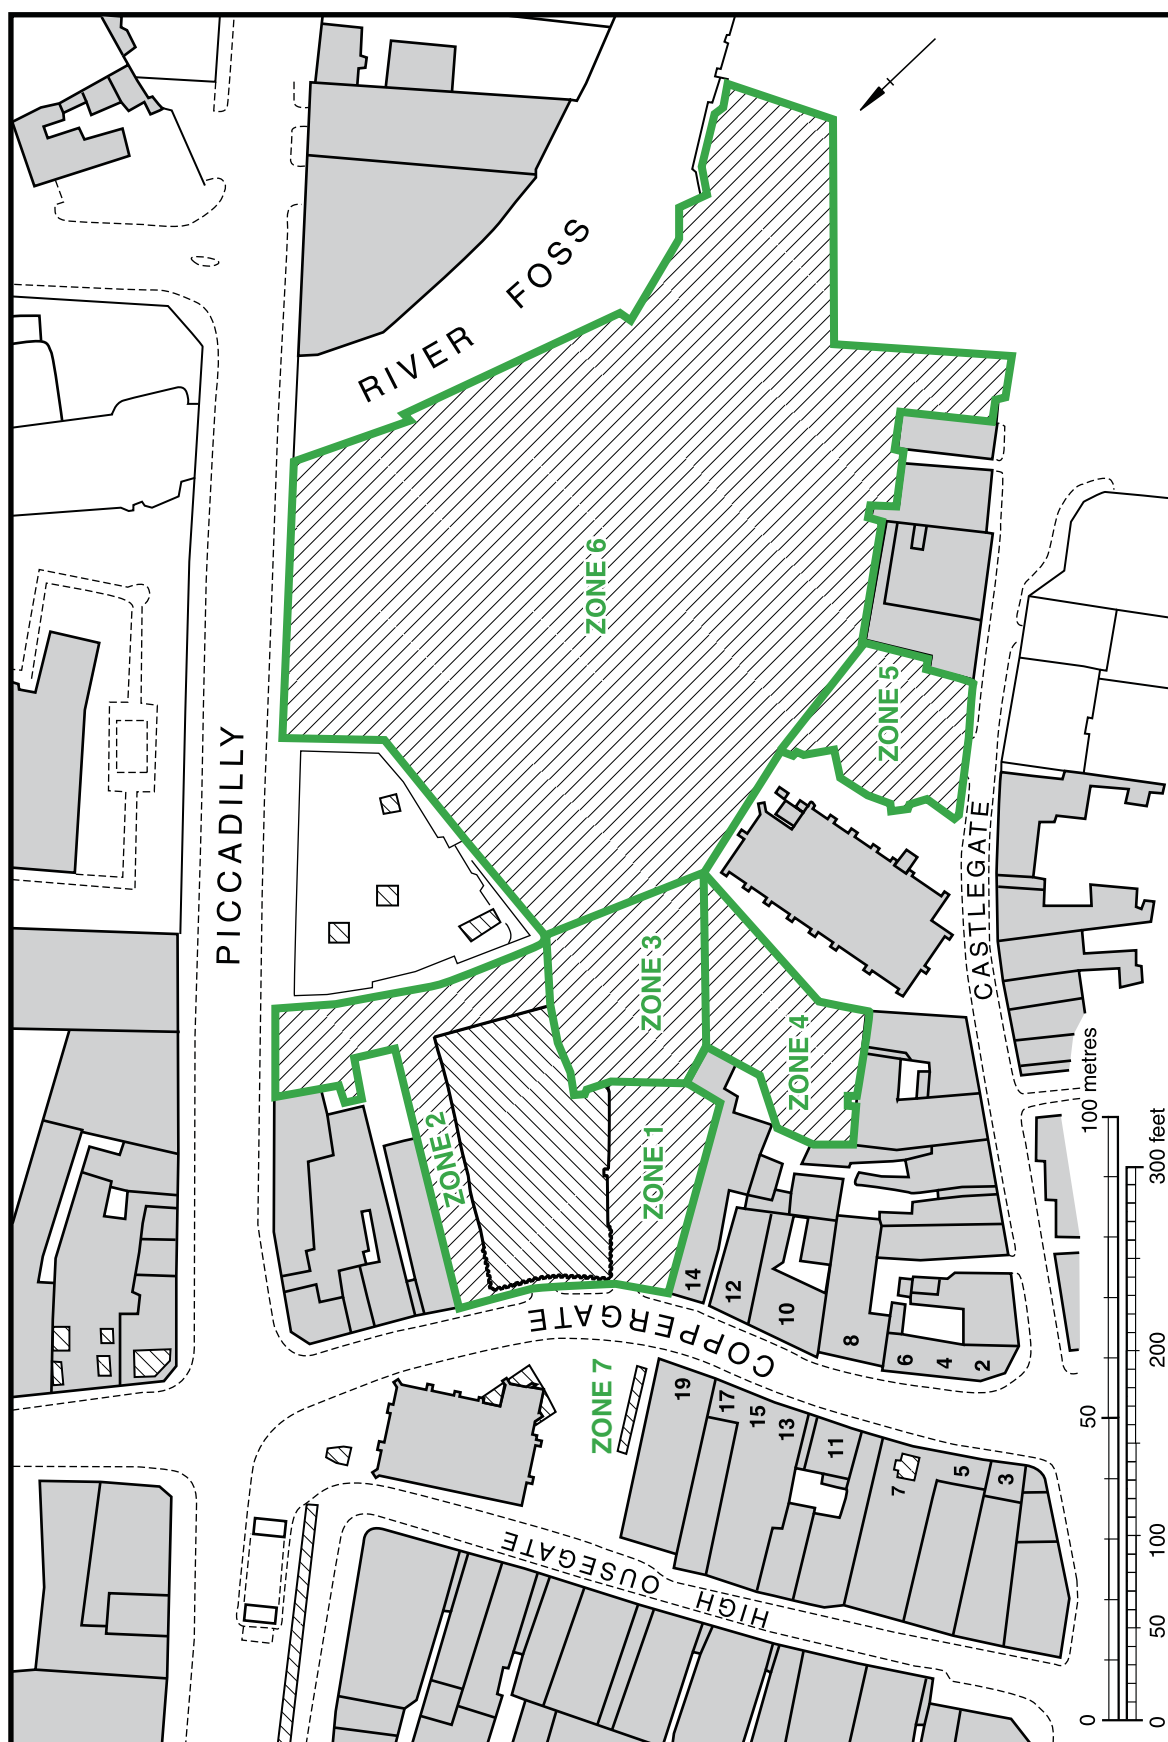 RIVER FOSS
PICCADILLY
ZONE 6
ZONE 5
ZONE 3
ZONE 4
ZONE 2
ZONE 1
CASTLEGATE
COPPERGATE
ZONE 7
HIGH OUSEGATE
14
12
10
8
6
4
2
19
17
15
13
11
7
5
3
0
50
100 metres
0
50
100
200
300 feet